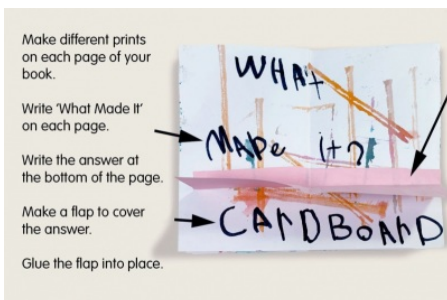 Make different prints
on each page of your
book.
Write 'What Made It'
on each page.
Write the answer at
the bottom of the page.
Make a flap to cover
the answer.
Glue the flap into place.
WHAt
MADe it?
CArDBoArD